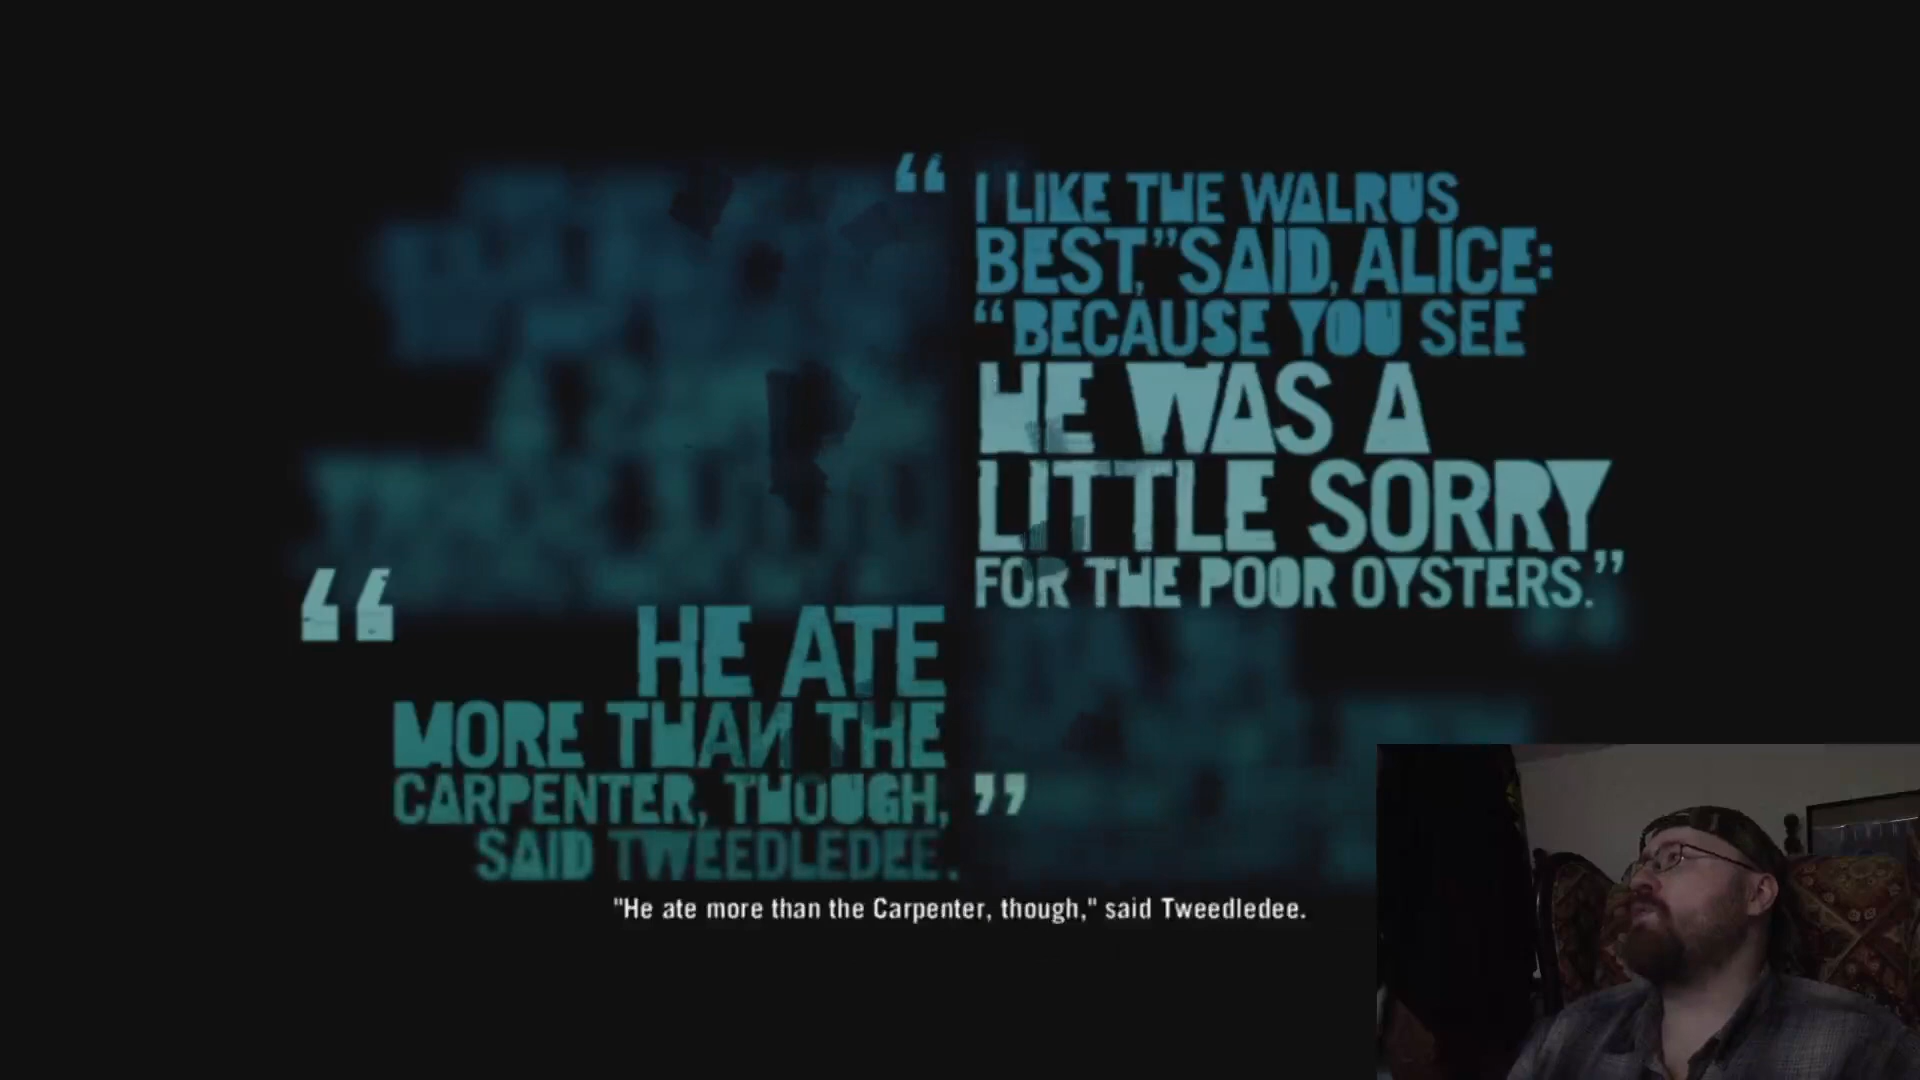 “ I LIKE THE WALRUS
BEST,” SAID, ALICE:
“BECAUSE YOU SEE
HE WAS A
LITTLE SORRY
FOR THE POOR OYSTERS.”
“ HE ATE
MORE THAN THE
CARPENTER, THOUGH, ”
SAID TWEEDLEDEE.
"He ate more than the Carpenter, though," said Tweedledee.